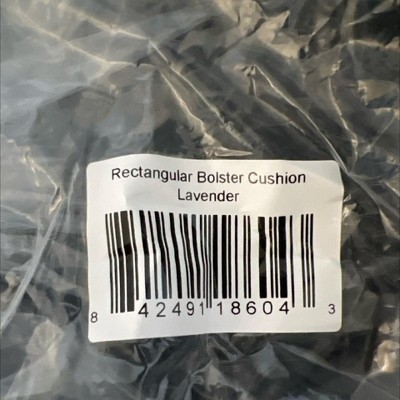 Rectangular Bolster Cushion
Lavender
8 42491 18604 3